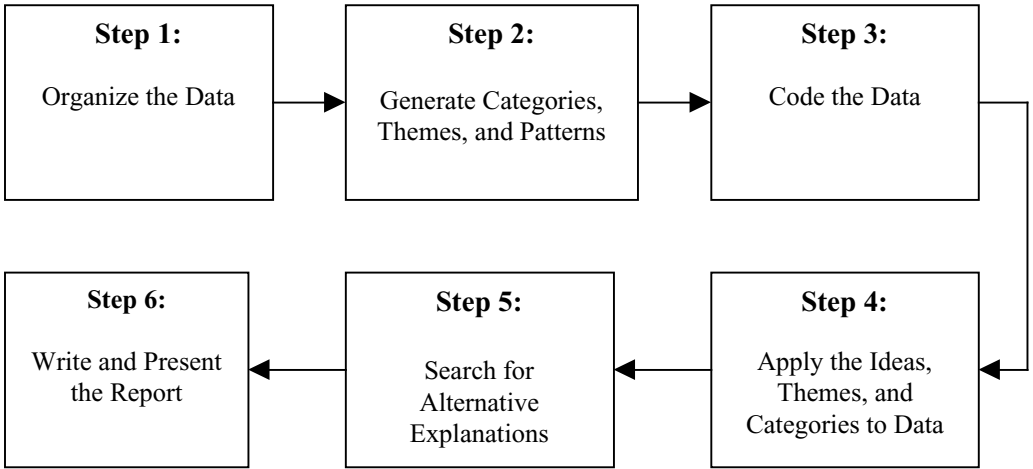 Step 1:
Organize the Data
Step 2:
Generate Categories,
Themes, and Patterns
Step 3:
Code the Data
Step 4:
Apply the Ideas,
Themes, and
Categories to Data
Step 5:
Search for
Alternative
Explanations
Step 6:
Write and Present
the Report